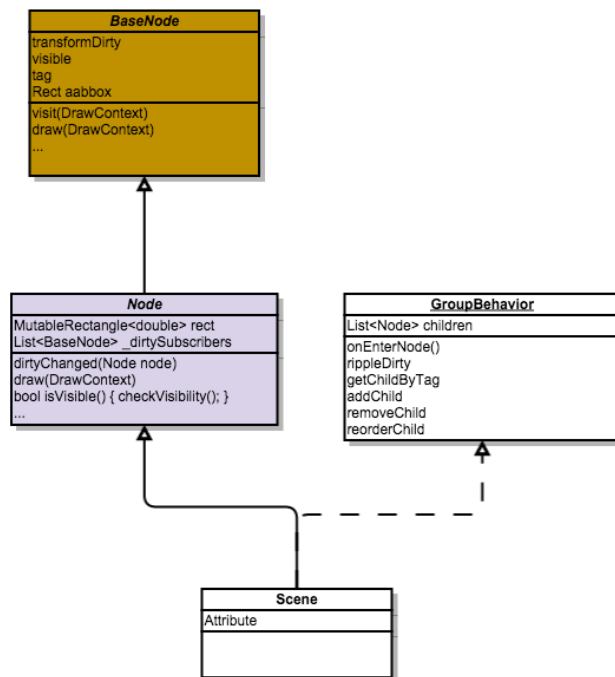 BaseNode
transformDirty
visible
tag
Rect aabbox
visit(DrawContext)
draw(DrawContext)
...
Node
MutableRectangle<double> rect
List<BaseNode> _dirtySubscribers
dirtyChanged(Node node)
draw(DrawContext)
bool isVisible() { checkVisibility(); }
...
GroupBehavior
List<Node> children
onEnterNode()
rippleDirty
getChildByTag
addChild
removeChild
reorderChild
Scene
Attribute